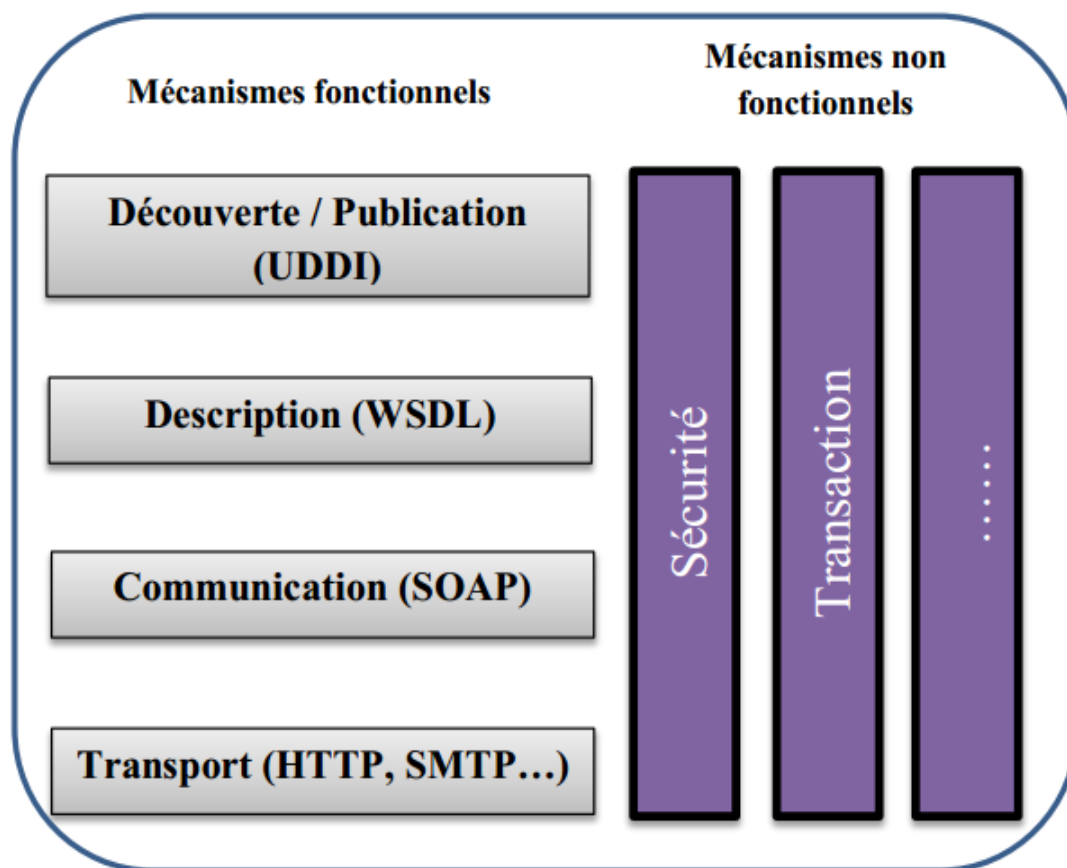 Mécanismes fonctionnels
Mécanismes non
fonctionnels
Découverte / Publication
(UDDI)
Description (WSDL)
Communication (SOAP)
Transport (HTTP, SMTP…)
Sécurité
Transaction
……